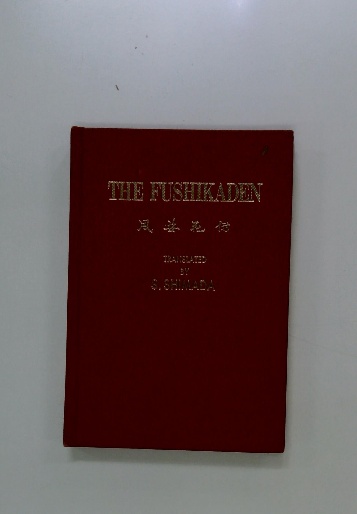 THE FUSHIKADEN
風姿花伝
TRANSLATED
BY
S. SHIMADA